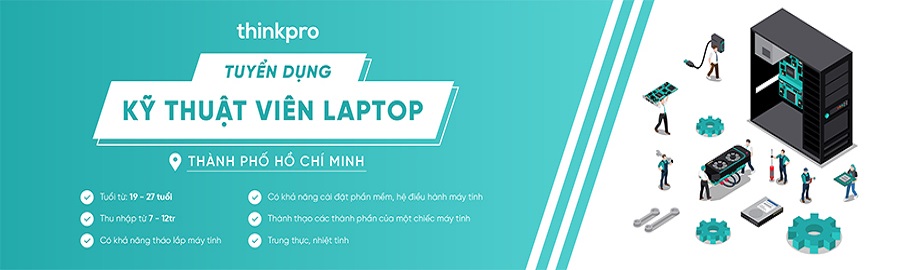 thinkpro
TUYỂN DỤNG
KỸ THUẬT VIÊN LAPTOP
THÀNH PHỐ HỒ CHÍ MINH
Tuổi từ: 19 - 27 tuổi
Thu nhập từ 7 - 12tr
Có khả năng tháo lắp máy tính
Có khả năng cài đặt phần mềm, hệ điều hành máy tính
Thành thạo các thành phần của một chiếc máy tính
Trung thực, nhiệt tình